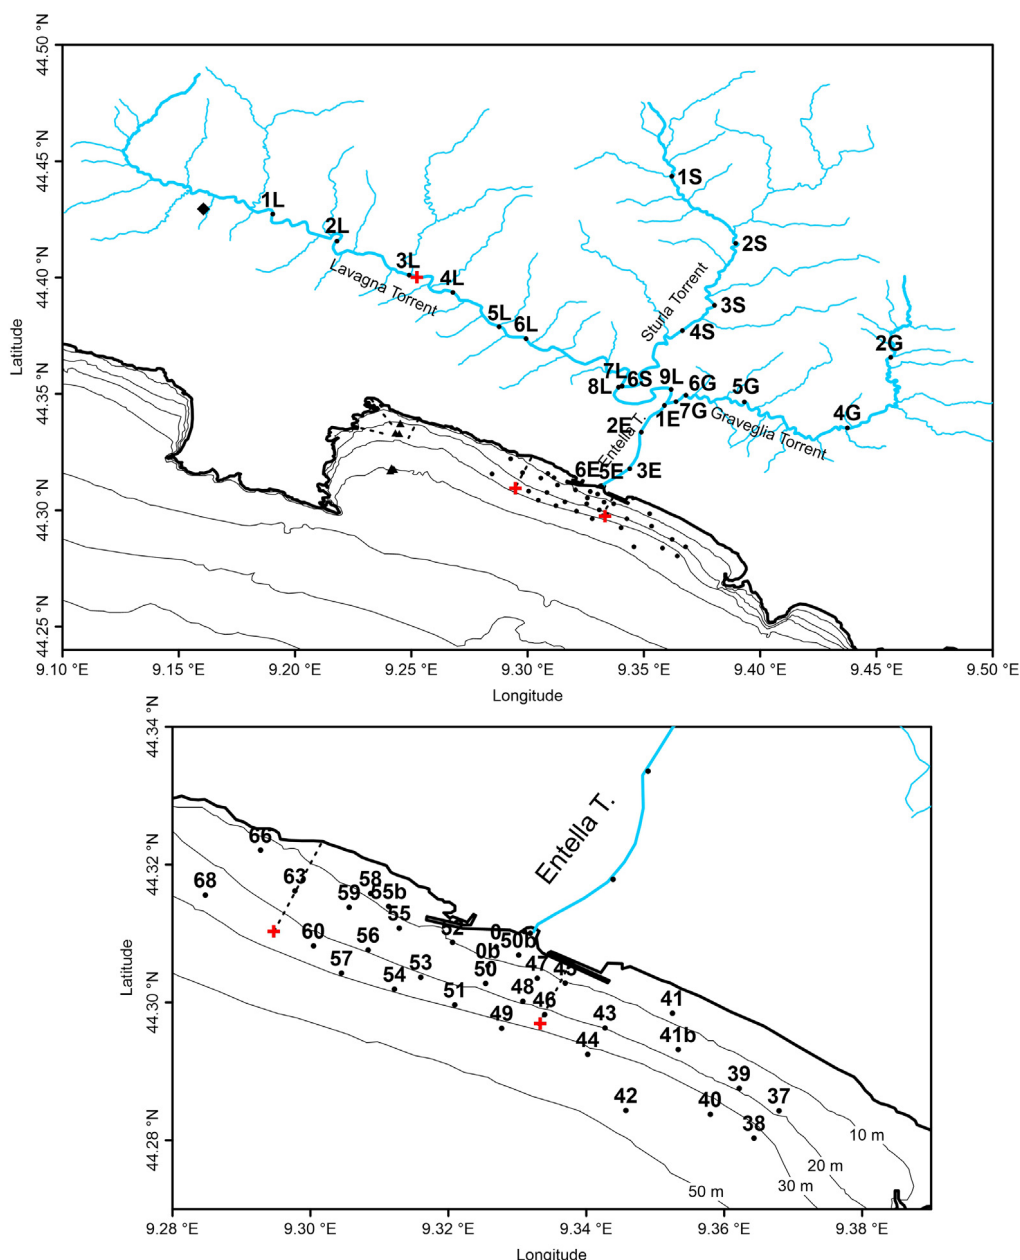 44.50 °N
44.45 °N
44.40 °N
44.35 °N
44.30 °N
44.25 °N
Latitude
1L
2L
3L
4L
5L
6L
7L
8L
6S
9L
6G
7G
5G
4G
2G
1S
2S
3S
4S
1E
2E
3E
5E
6E
Lavagna Torrent
Sturla Torrent
Graveglia Torrent
Entella T.
9.10 °E
9.15 °E
9.20 °E
9.25 °E
9.30 °E
9.35 °E
9.40 °E
9.45 °E
9.50 °E
Longitude
44.34 °N
44.32 °N
44.30 °N
44.28 °N
Latitude
Entella T.
66
68
63
58
59
55b
55
60
56
57
54
53
52
0
50b
0b
50
51
47
45
48
46
49
43
44
42
41
41b
39
37
40
38
10 m
20 m
30 m
50 m
9.28 °E
9.30 °E
9.32 °E
9.34 °E
9.36 °E
9.38 °E
Longitude